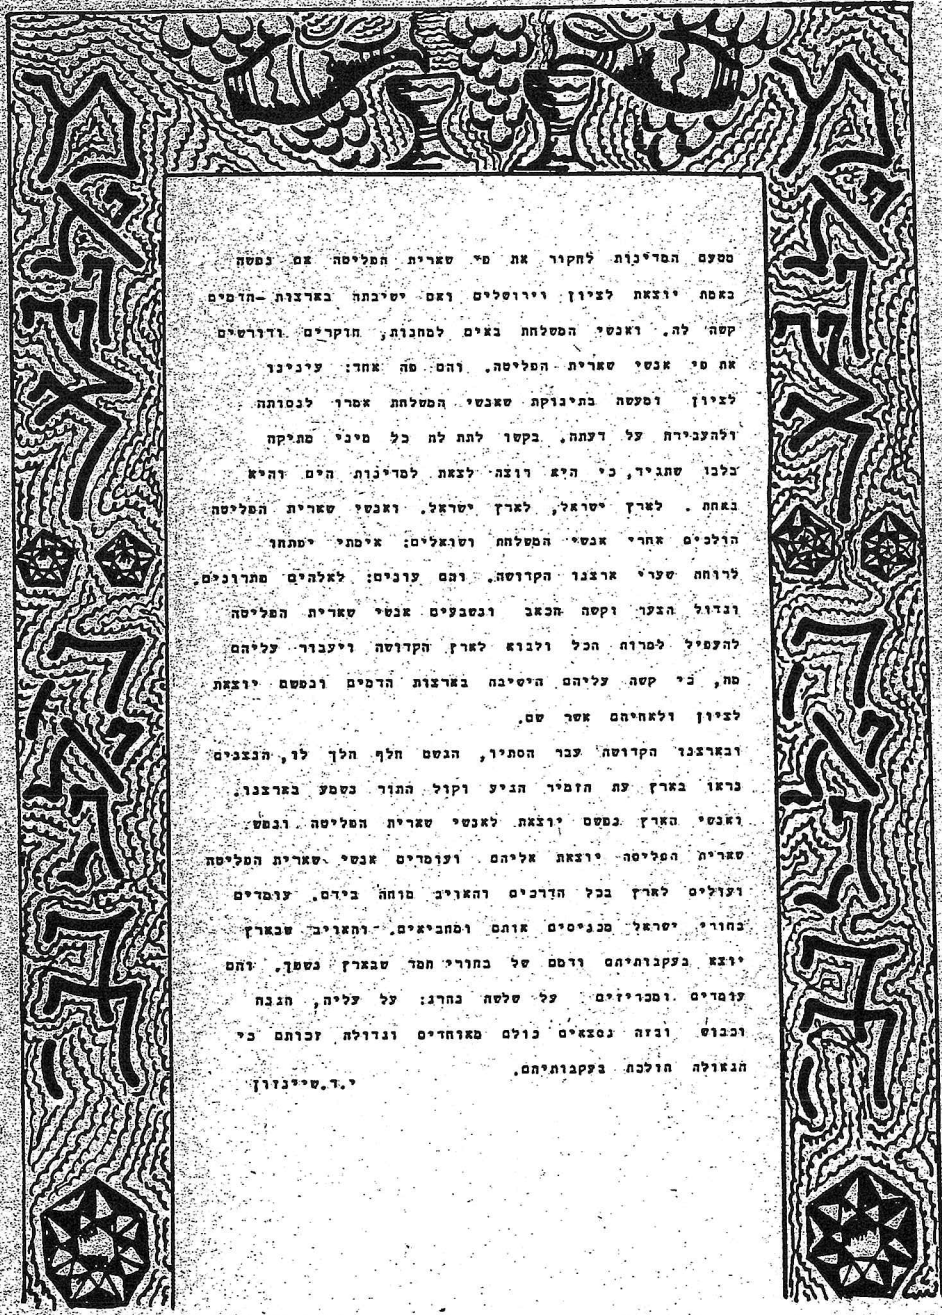 מטעם המדינות לחקור את פי שארית הפליטה אם נפשה
באמת יוצאת לציון וירושלים ואם ישיבתה בארצות-הדמים
קשה לה. ואנשי המשלחת באים למחנות, חוקרים ודורשים
את פי אנשי שארית הפליטה. והם פה אחד: עינינו
לציון ומעשה בתינוקת שאנשי המשלחת אמרו לנסותה
ולהעבירה על דעתה. בקשו לתת לה כל מיני מתיקה
בלבד שתגיד, כי היא רוצה לצאת למדינות הים והיא
באחת. לארץ ישראל, לארץ ישראל. ואנשי שארית הפליטה
הולכים אחרי אנשי המשלחת ושואלים: אימתי יפתחו
לרוחה שערי ארצנו הקדושה. והם עונים: לאלהים פתרונים.
וגדול הצער וקשה הכאב ונשבעים אנשי שארית הפליטה
להעפיל למרות הכל ולבוא לארץ הקדושה ויעבור עליהם
מה, כי קשה עליהם הישיבה בארצות הדמים ונפשם יוצאת
לציון ולאחיהם אשר שם.
ובארצנו הקדושה עבר הסתיו, הגשם חלף הלך לו, הנצנים
נראו בארץ עת הזמיר הגיע וקול התור נשמע בארצנו.
ואנשי הארץ נפשם יוצאת לאנשי שארית הפליטה ונפש
שארית הפליטה יוצאת אליהם ועומדים אנשי שארית הפליטה
ועולים לארץ בכל הדרכים והאויב מוחה בידם. עומדים
בחורי ישראל מכניסים אותם ומחביאים. והאויב שבארץ
יוצא בעקבותיהם ודמם של בחורי חמד שבארץ נשפך. והם
עומדים ומכריזים על שלשה נהרג: על עליה, הגנה
וכבוש ובזה נמצאים כולם מאוחדים וגדולה זכותם כי
הגאולה הולכת בעקבותיהם.
י.ד.שיינזון